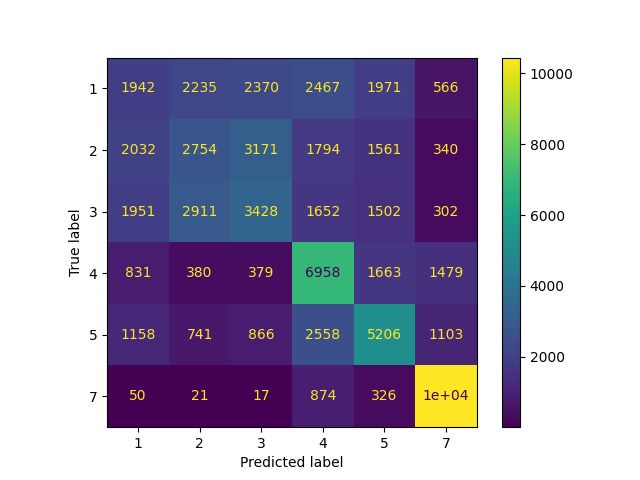 1 1942 2235 2370 2467 1971 566
2 2032 2754 3171 1794 1561 340
3 1951 2911 3428 1652 1502 302
4 831 380 379 6958 1663 1479
5 1158 741 866 2558 5206 1103
7 50 21 17 874 326 1e+04
1 2 3 4 5 7
Predicted label
True label
10000
8000
6000
4000
2000